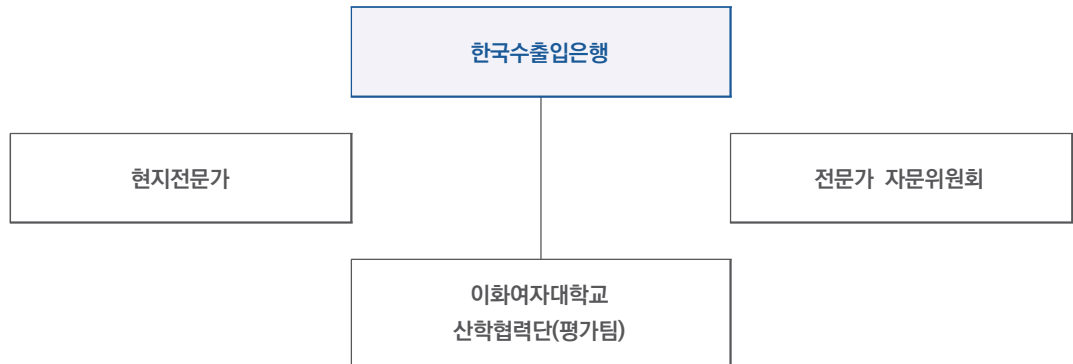 한국수출입은행
현지전문가
전문가 자문위원회
이화여자대학교
산학협력단(평가팀)